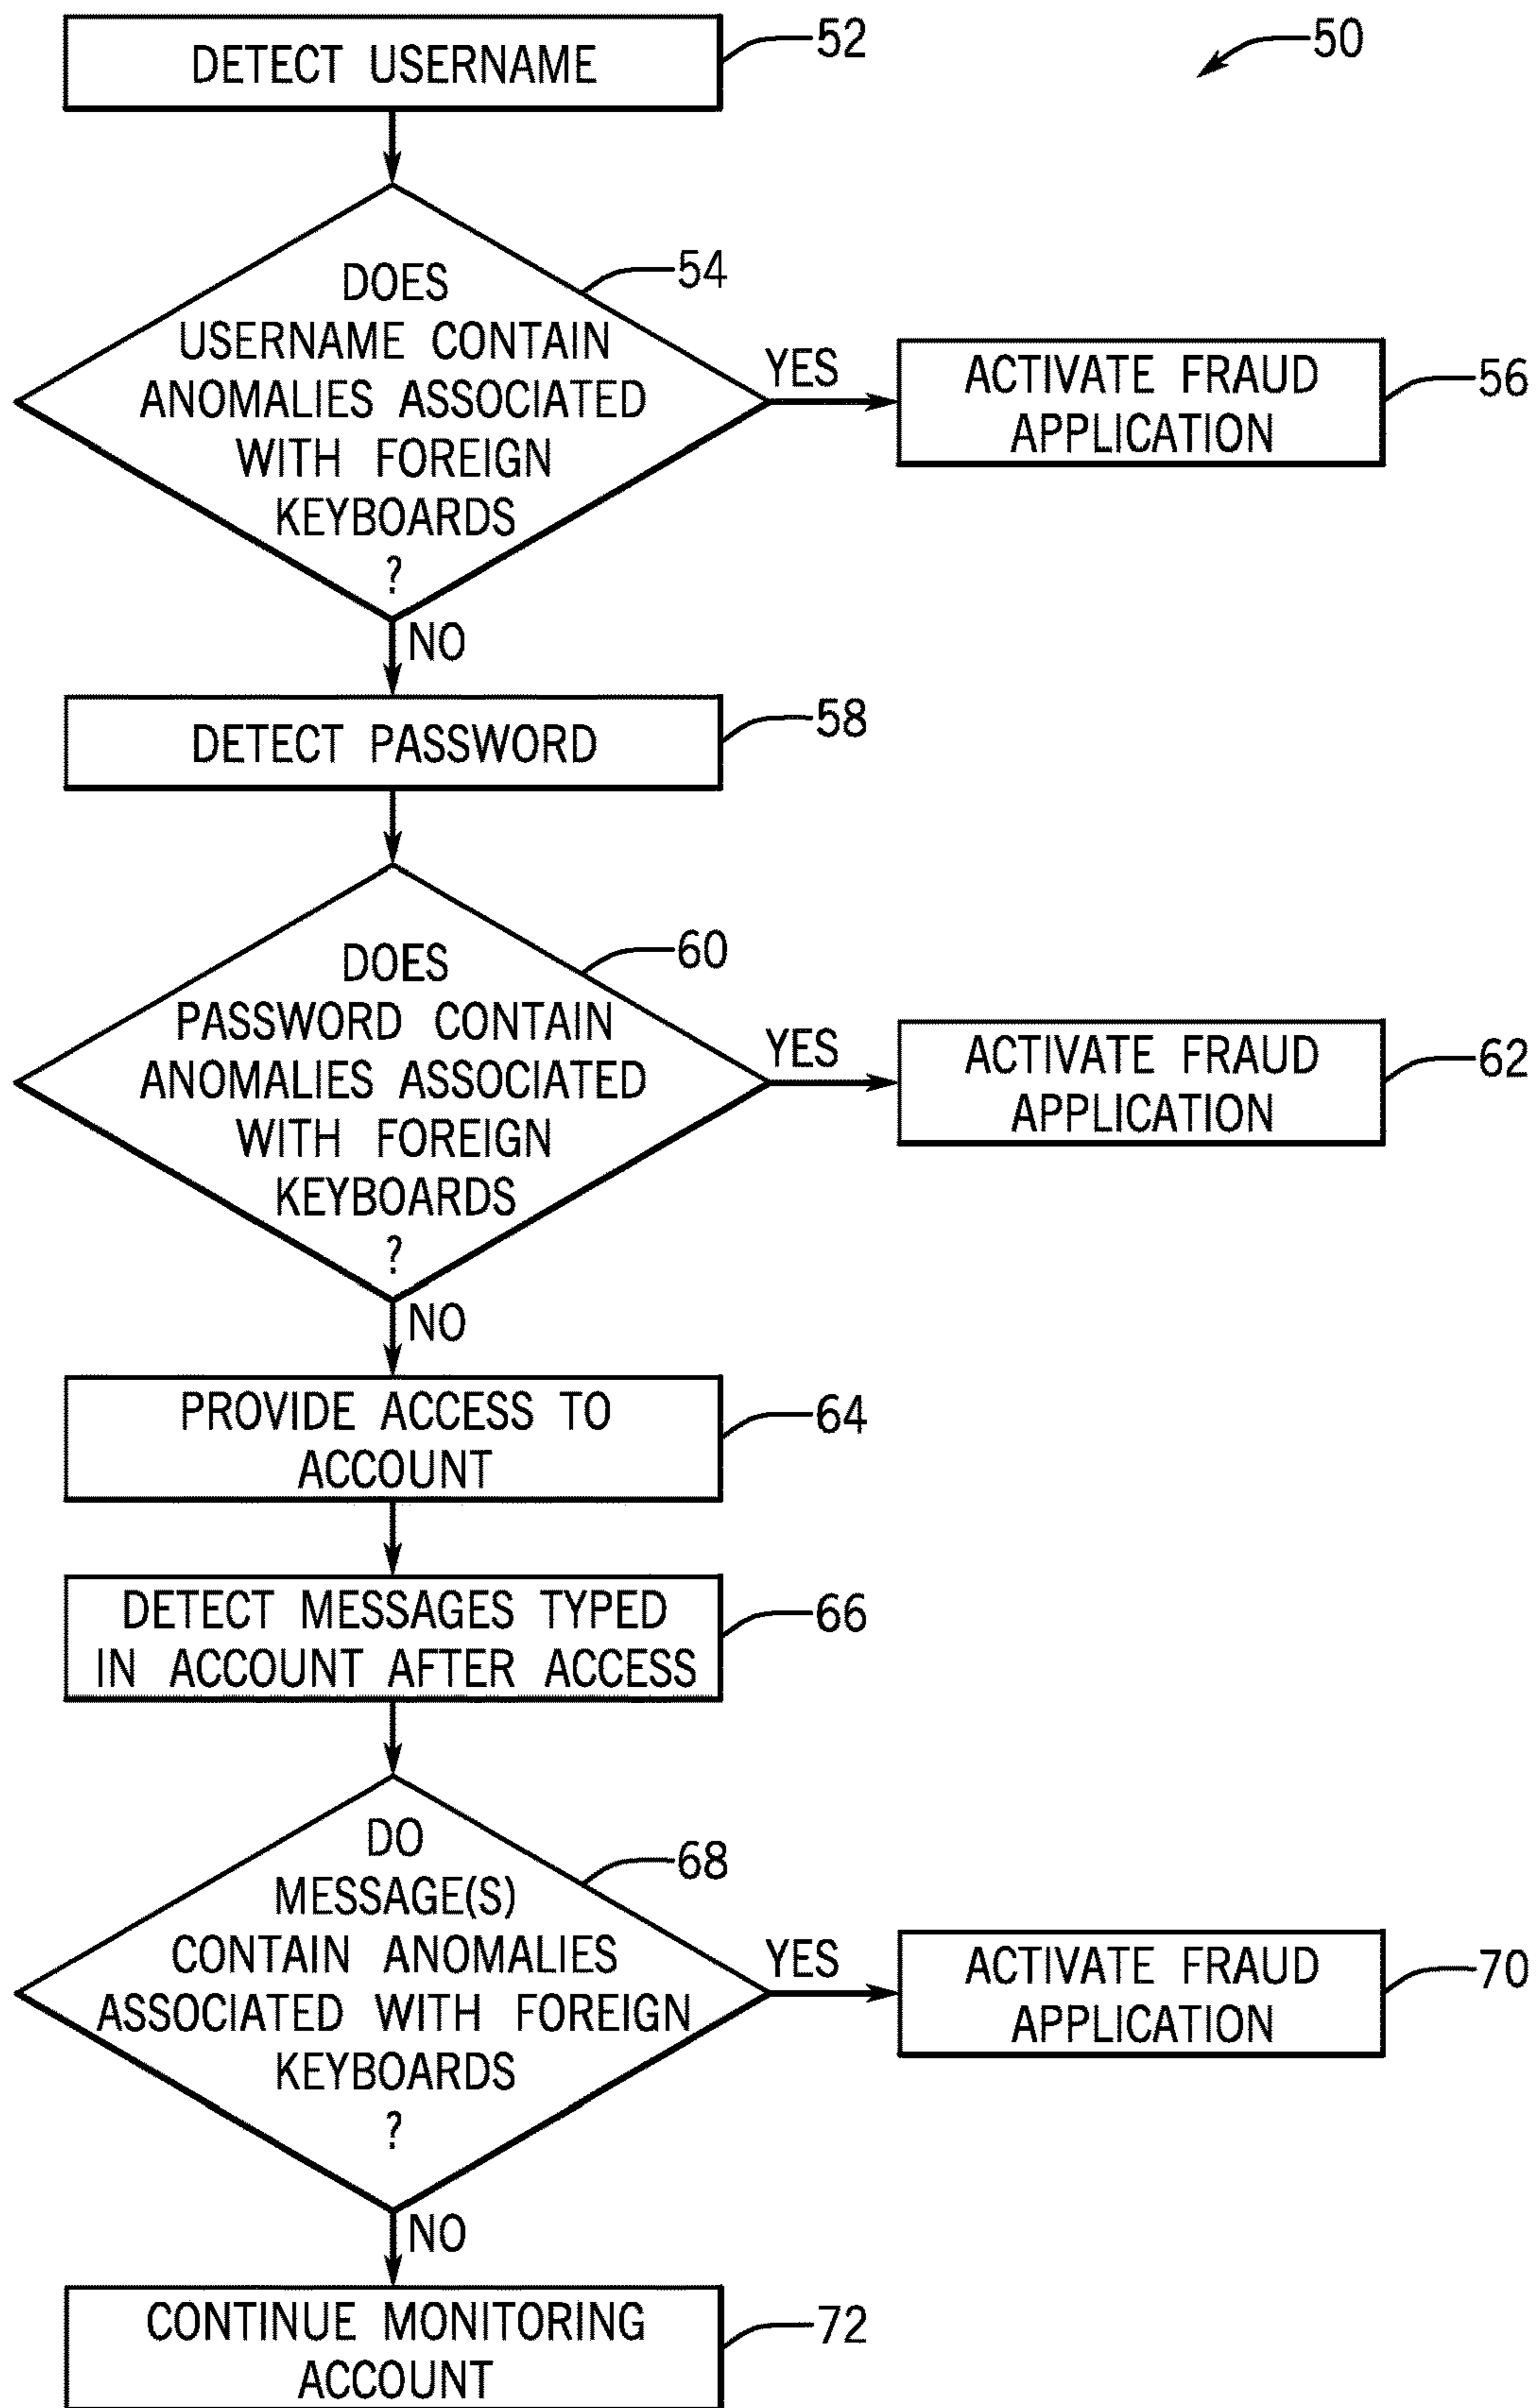 DETECT USERNAME
52
50
DOES
USERNAME CONTAIN
ANOMALIES ASSOCIATED
WITH FOREIGN
KEYBOARDS
?
54
YES
ACTIVATE FRAUD
APPLICATION
56
NO
DETECT PASSWORD
58
DOES
PASSWORD CONTAIN
ANOMALIES ASSOCIATED
WITH FOREIGN
KEYBOARDS
?
60
YES
ACTIVATE FRAUD
APPLICATION
62
NO
PROVIDE ACCESS TO
ACCOUNT
64
DETECT MESSAGES TYPED
IN ACCOUNT AFTER ACCESS
66
DO
MESSAGE(S)
CONTAIN ANOMALIES
ASSOCIATED WITH FOREIGN
KEYBOARDS
?
68
YES
ACTIVATE FRAUD
APPLICATION
70
NO
CONTINUE MONITORING
ACCOUNT
72